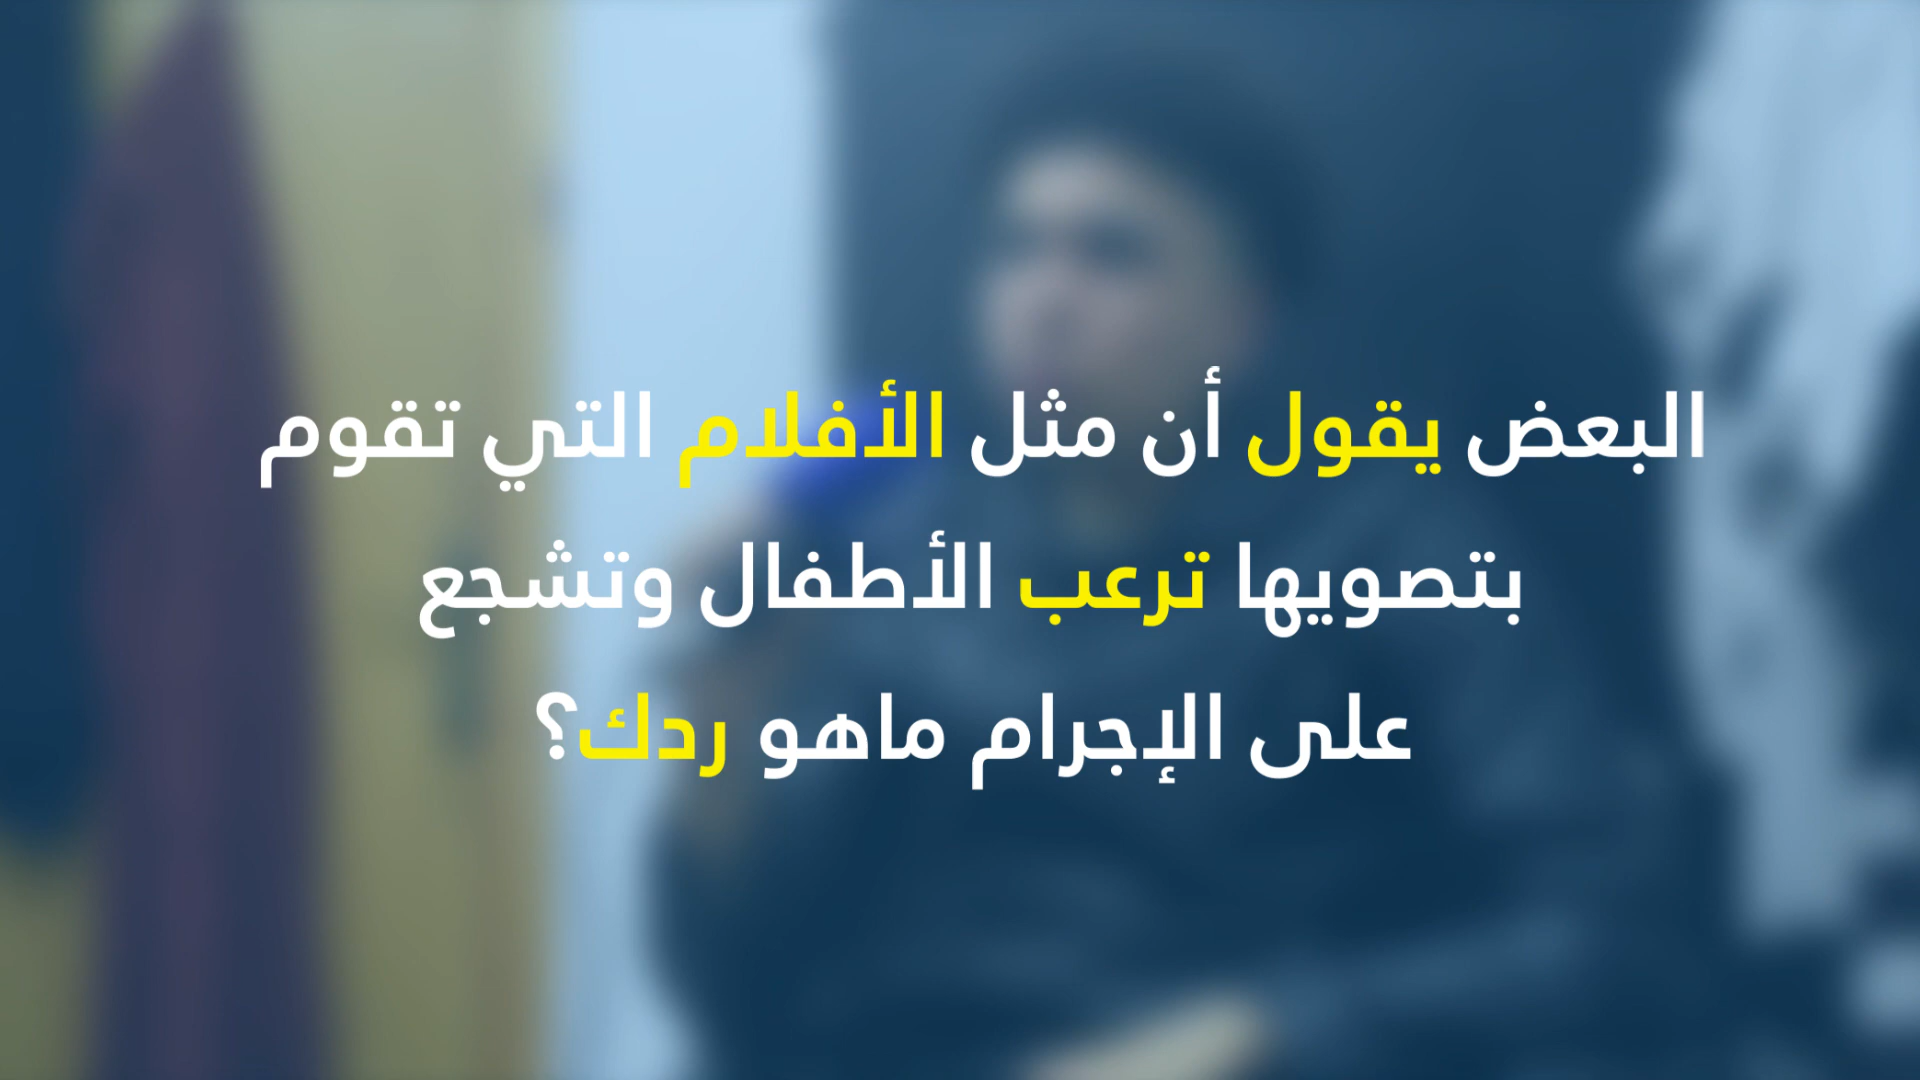 البعض يقول أن مثل الأفلام التي تقوم
بتصويها ترعب الأطفال وتشجع
على الإجرام ماهو ردك؟